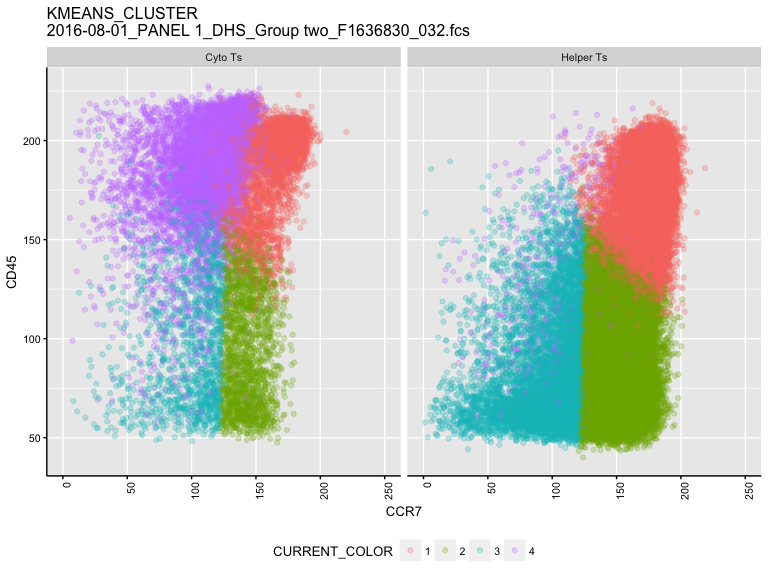 KMEANS_CLUSTER
2016-08-01_PANEL 1_DHS_Group two_F1636830_032.fcs
Cyto Ts
Helper Ts
200
150
100
50
CD45
0
50
100
150
200
250
0
50
100
150
200
250
CCR7
CURRENT_COLOR 1 2 3 4